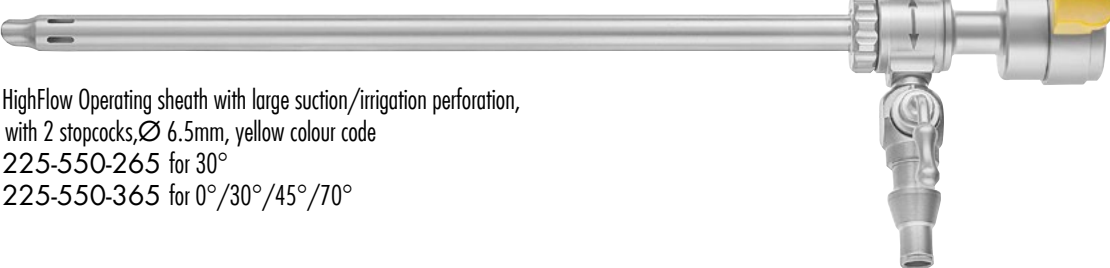 HighFlow Operating sheath with large suction/irrigation perforation,
with 2 stopcocks,Ø 6.5mm, yellow colour code
225-550-265 for 30°
225-550-365 for 0°/30°/45°/70°